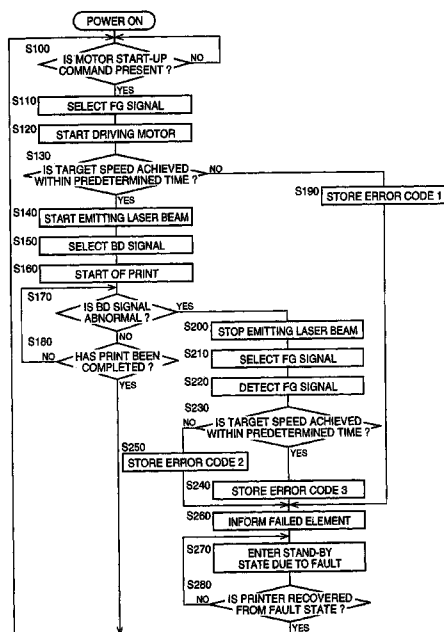 POWER ON
S100
IS MOTOR START-UP
COMMAND PRESENT ?
NO
YES
S110
SELECT FG SIGNAL
S120
START DRIVING MOTOR
S130
IS TARGET SPEED ACHIEVED
WITHIN PREDETERMINED TIME ?
NO
YES
S190
STORE ERROR CODE 1
S140
START EMITTING LASER BEAM
S150
SELECT BD SIGNAL
S160
START OF PRINT
S170
IS BD SIGNAL
ABNORMAL ?
YES
NO
S180
HAS PRINT BEEN
COMPLETED ?
NO
YES
S200
STOP EMITTING LASER BEAM
S210
SELECT FG SIGNAL
S220
DETECT FG SIGNAL
S230
IS TARGET SPEED ACHIEVED
WITHIN PREDETERMINED TIME ?
NO
YES
S250
STORE ERROR CODE 2
S240
STORE ERROR CODE 3
S260
INFORM FAILED ELEMENT
S270
ENTER STAND-BY
STATE DUE TO FAULT
S280
IS PRINTER RECOVERED
FROM FAULT STATE ?
NO
YES